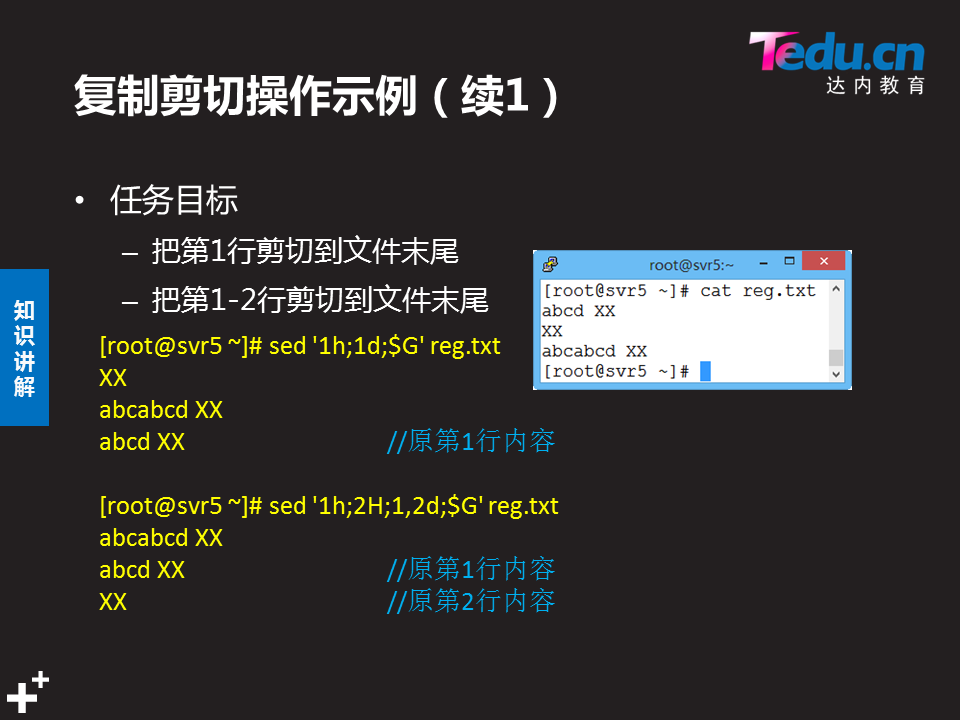 Tedu.cn
达内教育
复制剪切操作示例（续1）
• 任务目标
– 把第1行剪切到文件末尾
– 把第1-2行剪切到文件末尾
知识讲解
[root@svr5 ~]# sed '1h;1d;$G' reg.txt
XX
abcabcd XX
abcd XX //原第1行内容
[root@svr5 ~]# sed '1h;2H;1,2d;$G' reg.txt
abcabcd XX
abcd XX //原第1行内容
XX //原第2行内容
root@svr5:~
[root@svr5 ~]# cat reg.txt
abcd XX
XX
abcabcd XX
[root@svr5 ~]#